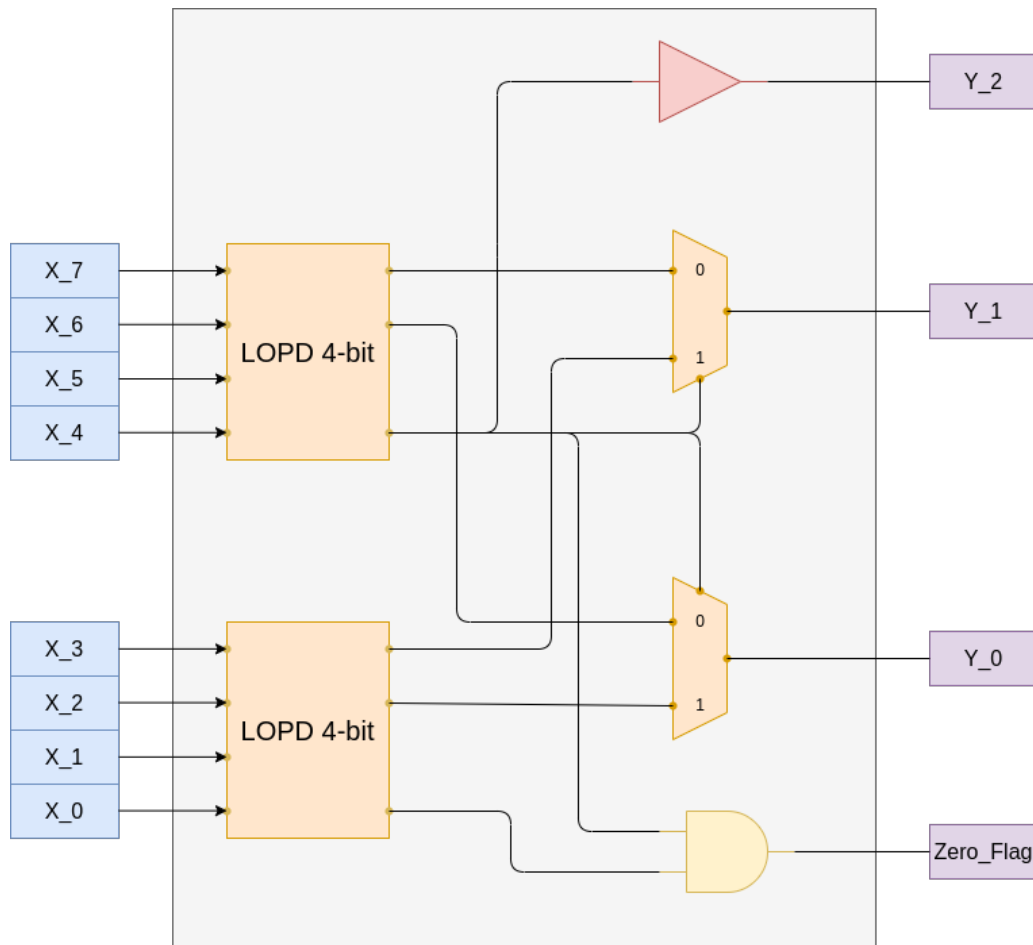 Y_2
X_7
X_6
X_5
X_4
LOPD 4-bit
0
1
Y_1
X_3
X_2
X_1
X_0
LOPD 4-bit
0
1
Y_0
Zero_Flag